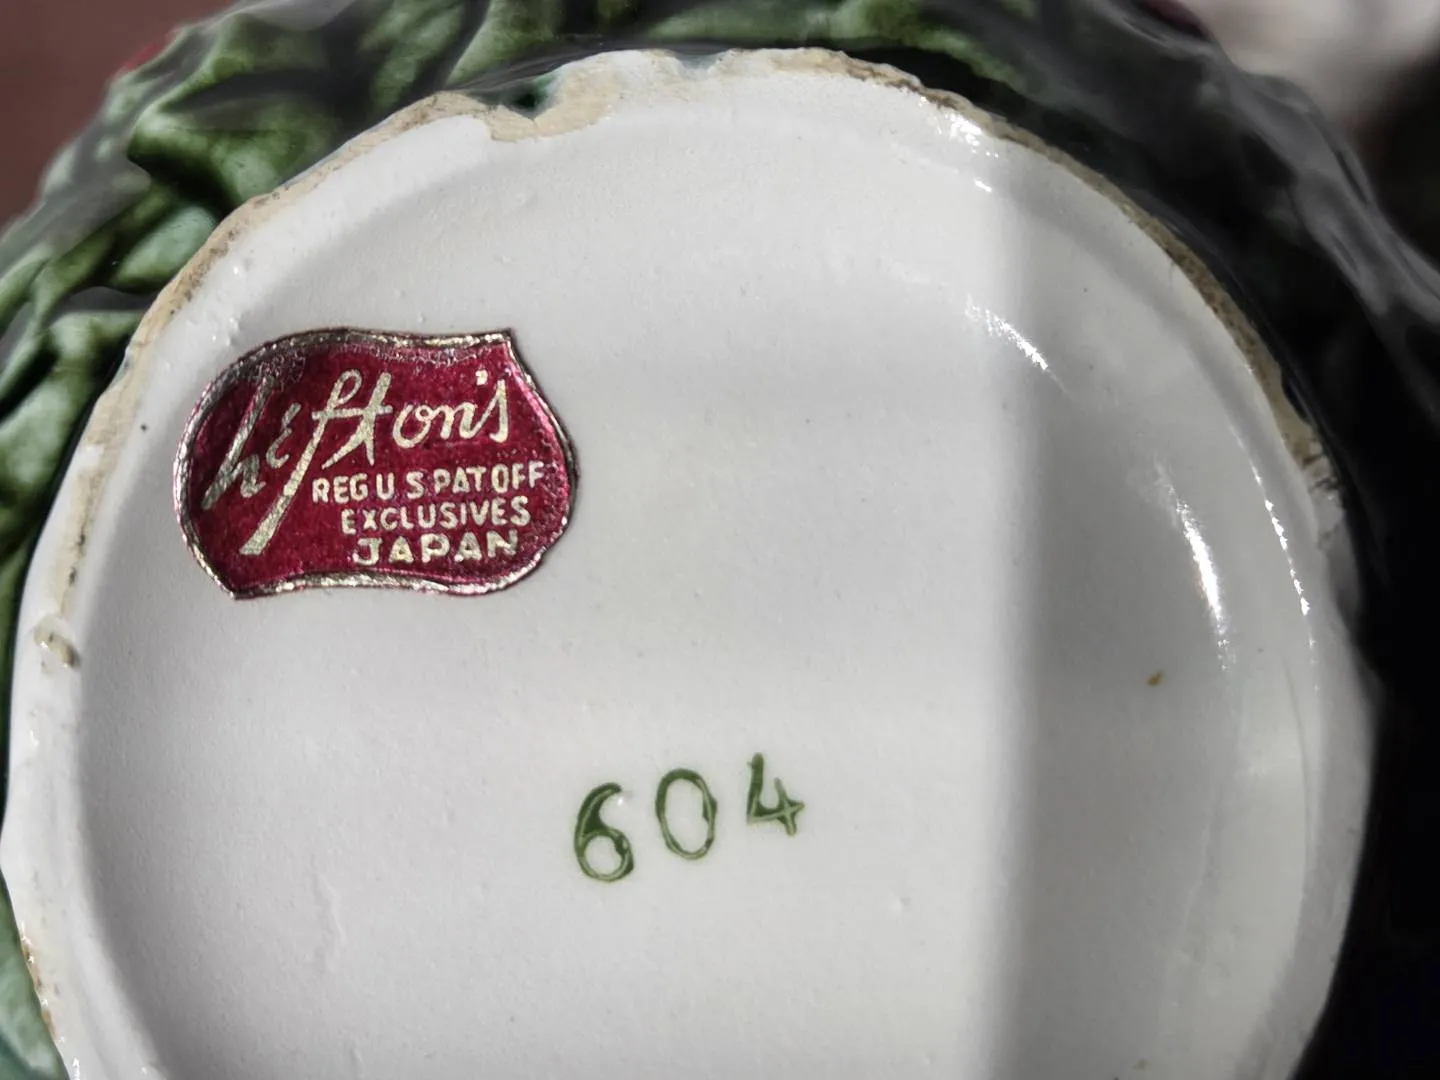 Lefton's
REG U.S PAT OFF
EXCLUSIVES
JAPAN
604